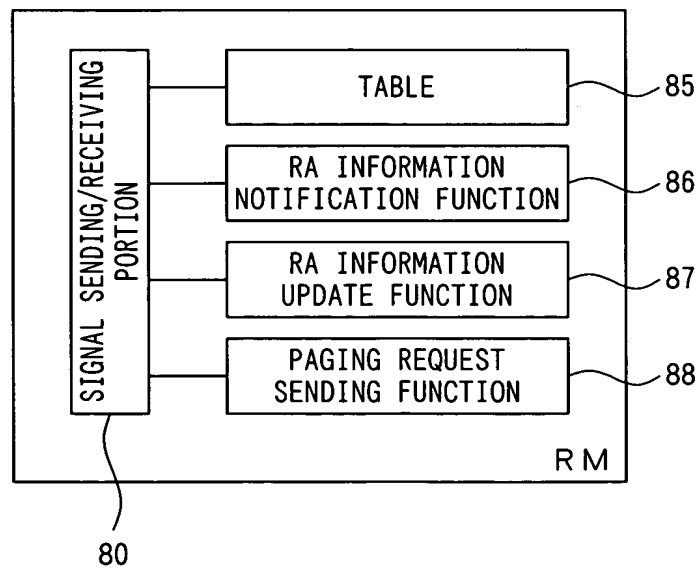 SIGNAL SENDING/RECEIVING
PORTION
TABLE
85
RA INFORMATION
NOTIFICATION FUNCTION
86
RA INFORMATION
UPDATE FUNCTION
87
PAGING REQUEST
SENDING FUNCTION
88
RM
80